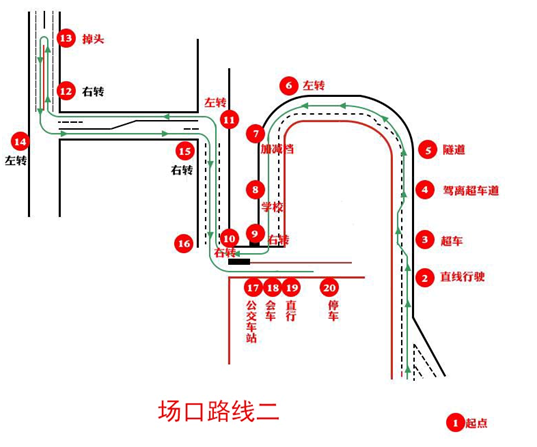 13 掉头
12 右转
14
左转
左转
11
15
右转
16
10
右转
6 左转
7
加减档
8
学校
9
右转
5 隧道
4 驾离超车道
3 超车
2 直线行驶
17 18 19 20
公交车站
会车
直行
停车
场口路线二
1 起点